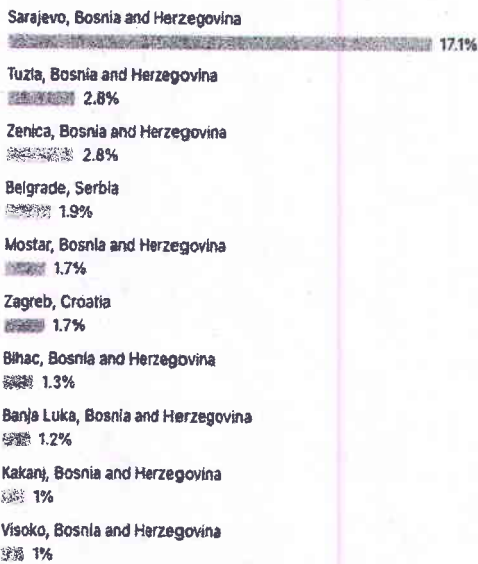 Sarajevo, Bosnia and Herzegovina
17.1%
Tuzla, Bosnia and Herzegovina
2.8%
Zenica, Bosnia and Herzegovina
2.8%
Belgrade, Serbia
1.9%
Mostar, Bosnia and Herzegovina
1.7%
Zagreb, Croatia
1.7%
Bihac, Bosnia and Herzegovina
1.3%
Banja Luka, Bosnia and Herzegovina
1.2%
Kakanj, Bosnia and Herzegovina
1%
Visoko, Bosnia and Herzegovina
1%